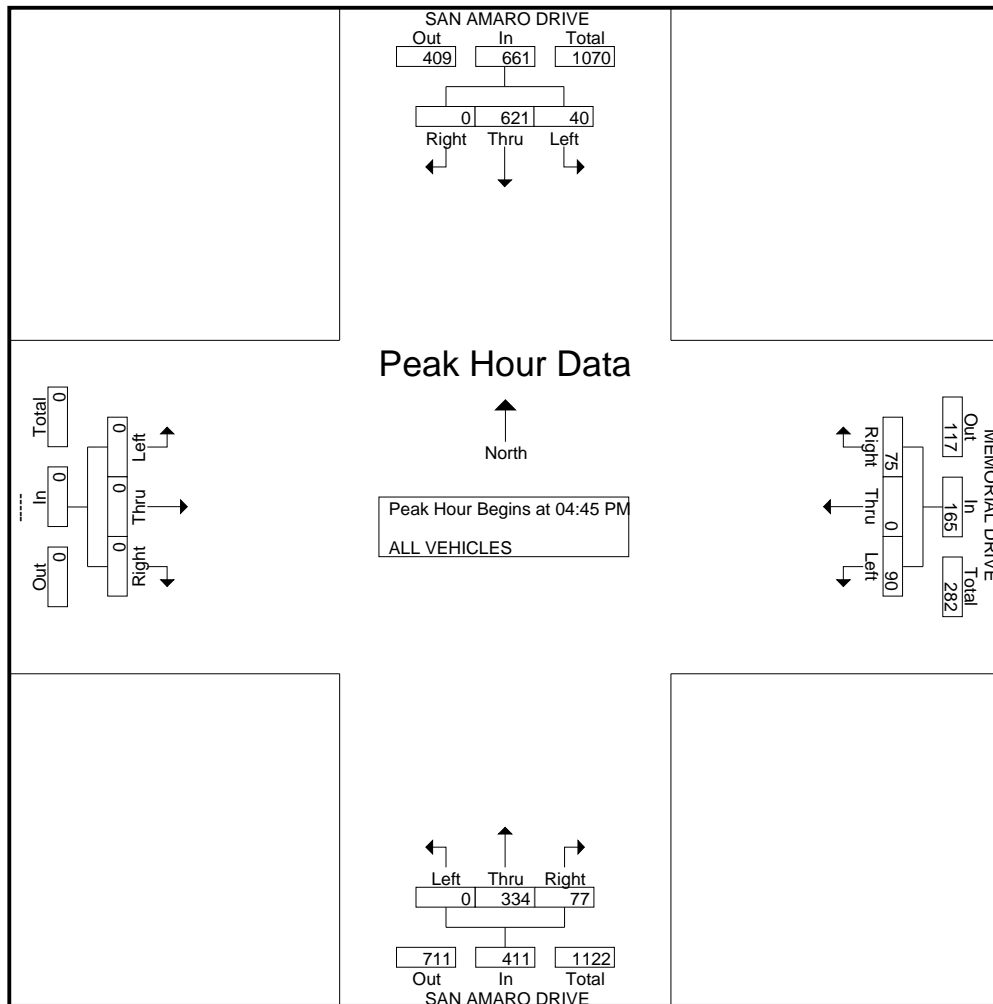 SAN AMARO DRIVE
Out In Total
409 661 1070
0 621 40
Right Thru Left
Peak Hour Data
North
Peak Hour Begins at 04:45 PM
ALL VEHICLES
Total In Out
0 0 0
-----
0 0 0
Left Thru Right
MEMORIAL DRIVE
Out In Total
117 165 282
75 0 90
Right Thru Left
Left Thru Right
0 334 77
711 411 1122
Out In Total
SAN AMARO DRIVE